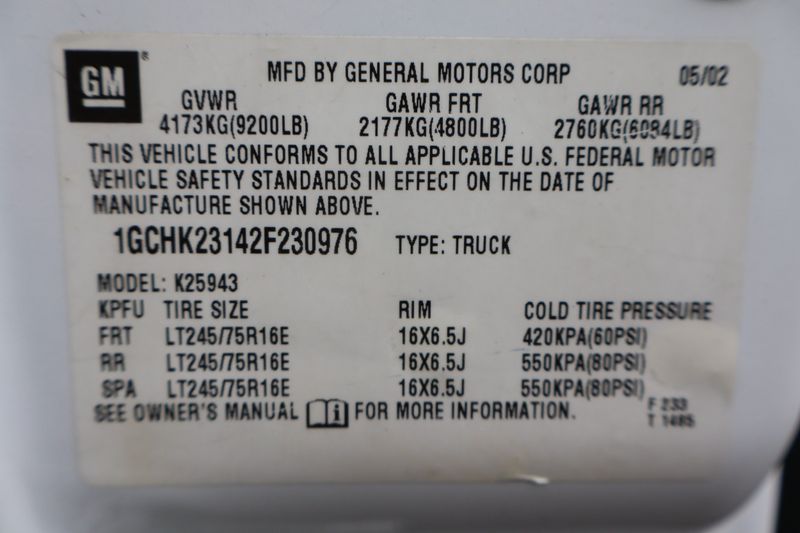 GM® MFD BY GENERAL MOTORS CORP 05/02
GVWR GAWR FRT GAWR RR
4173KG(9200LB) 2177KG(4800LB) 2760KG(6084LB)
THIS VEHICLE CONFORMS TO ALL APPLICABLE U.S. FEDERAL MOTOR
VEHICLE SAFETY STANDARDS IN EFFECT ON THE DATE OF
MANUFACTURE SHOWN ABOVE.
1GCHK23142F230976 TYPE: TRUCK
MODEL: K25943
KPFU TIRE SIZE RIM COLD TIRE PRESSURE
FRT LT245/75R16E 16X6.5J 420KPA(60PSI)
RR LT245/75R16E 16X6.5J 550KPA(80PSI)
SPA LT245/75R16E 16X6.5J 550KPA(80PSI)
SEE OWNER'S MANUAL FOR MORE INFORMATION.
F 233
T 1485